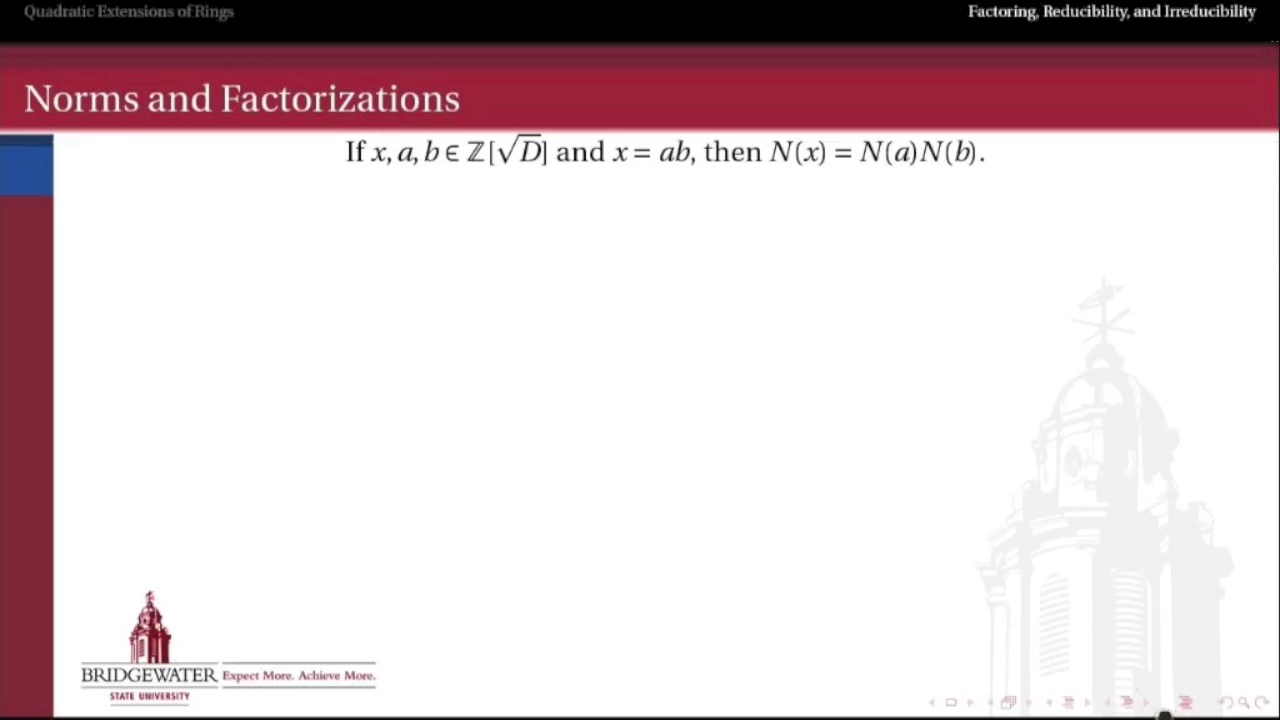 Quadratic Extensions of Rings
Factoring, Reducibility, and Irreducibility
Norms and Factorizations
If x, a, b ∈ ℤ[√D] and x = ab, then N(x) = N(a)N(b).
BRIDGEWATER
STATE UNIVERSITY
Expect More. Achieve More.